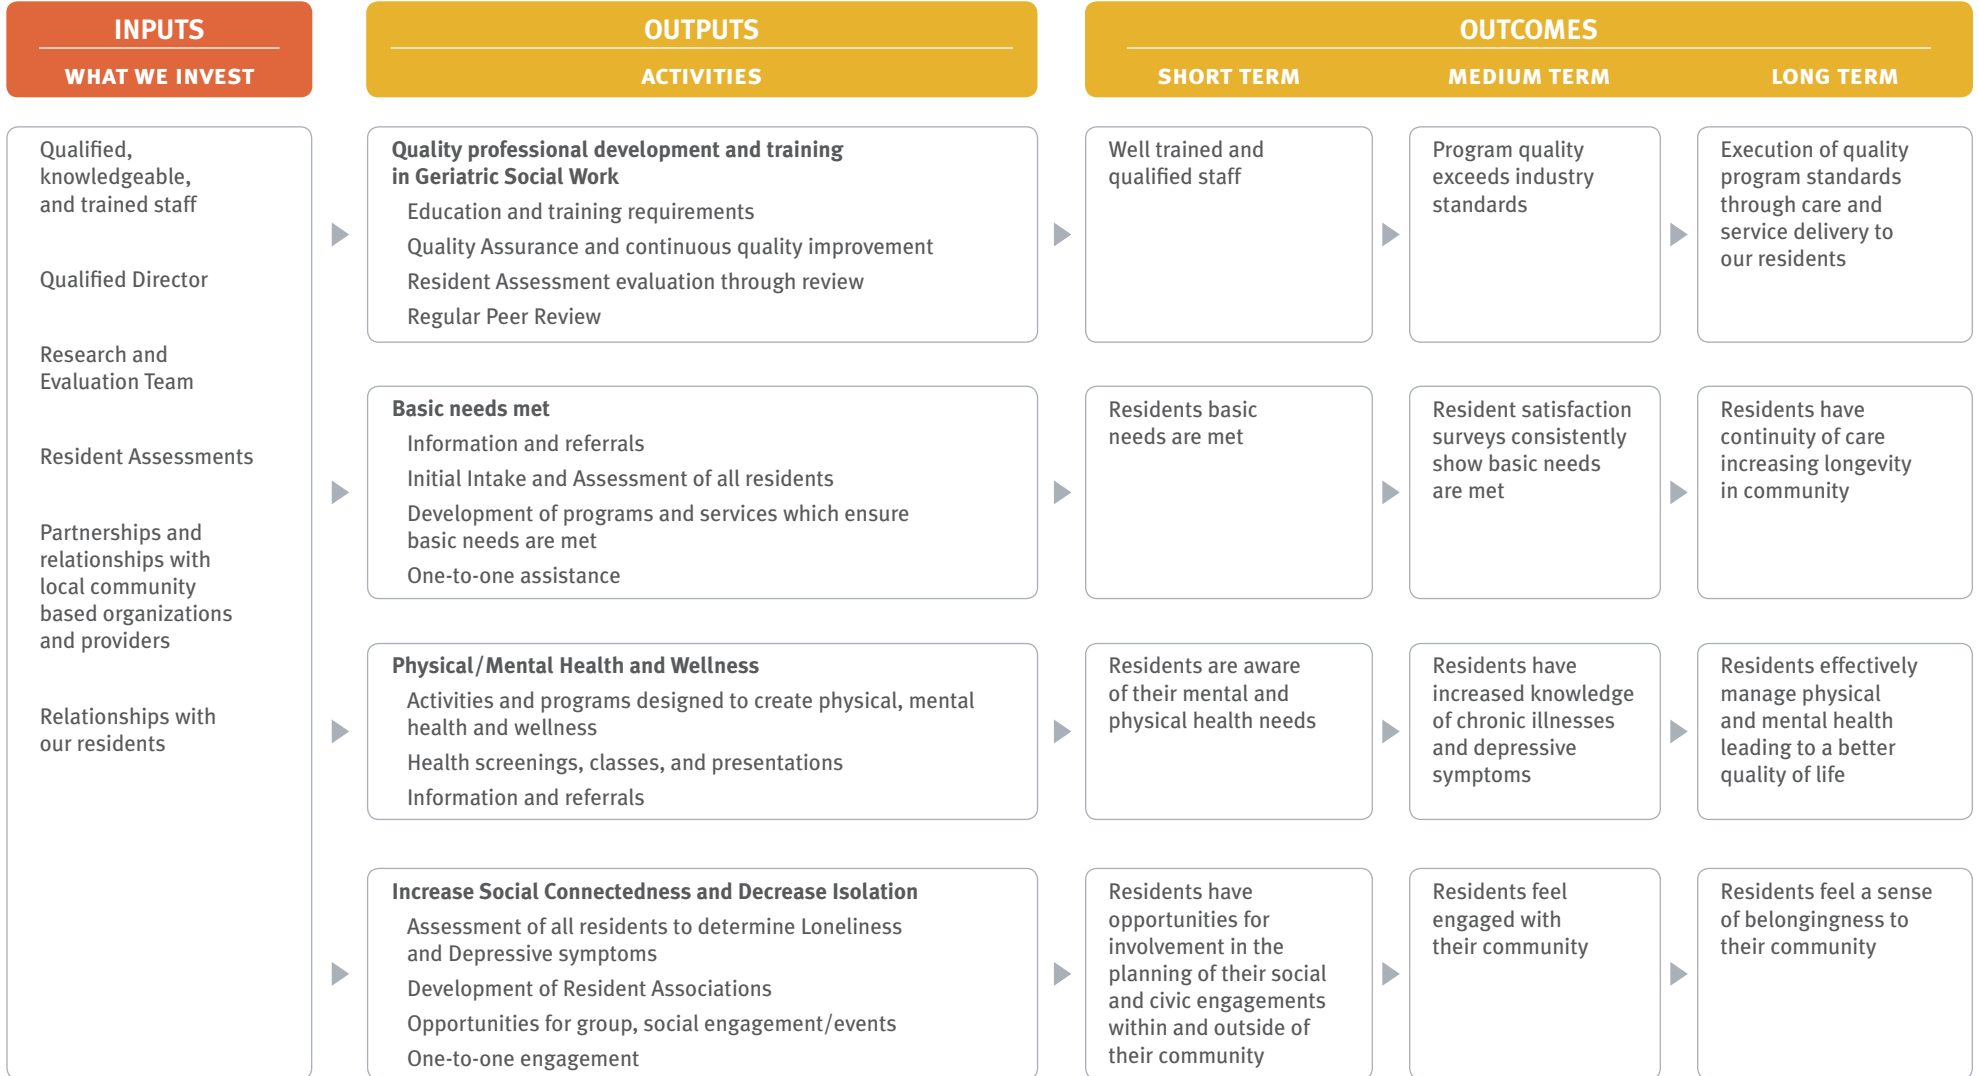 INPUTS
WHAT WE INVEST
OUTPUTS
ACTIVITIES
OUTCOMES
SHORT TERM
MEDIUM TERM
LONG TERM
Qualified,
knowledgeable,
and trained staff
Qualified Director
Research and
Evaluation Team
Resident Assessments
Partnerships and
relationships with
local community
based organizations
and providers
Relationships with
our residents
Quality professional development and training
in Geriatric Social Work
Education and training requirements
Quality Assurance and continuous quality improvement
Resident Assessment evaluation through review
Regular Peer Review
Well trained and
qualified staff
Program quality
exceeds industry
standards
Execution of quality
program standards
through care and
service delivery to
our residents
Basic needs met
Information and referrals
Initial Intake and Assessment of all residents
Development of programs and services which ensure
basic needs are met
One-to-one assistance
Residents basic
needs are met
Resident satisfaction
surveys consistently
show basic needs
are met
Residents have
continuity of care
increasing longevity
in community
Physical/Mental Health and Wellness
Activities and programs designed to create physical, mental
health and wellness
Health screenings, classes, and presentations
Information and referrals
Residents are aware
of their mental and
physical health needs
Residents have
increased knowledge
of chronic illnesses
and depressive
symptoms
Residents effectively
manage physical
and mental health
leading to a better
quality of life
Increase Social Connectedness and Decrease Isolation
Assessment of all residents to determine Loneliness
and Depressive symptoms
Development of Resident Associations
Opportunities for group, social engagement/events
One-to-one engagement
Residents have
opportunities for
involvement in the
planning of their social
and civic engagements
within and outside of
their community
Residents feel
engaged with
their community
Residents feel a sense
of belongingness to
their community